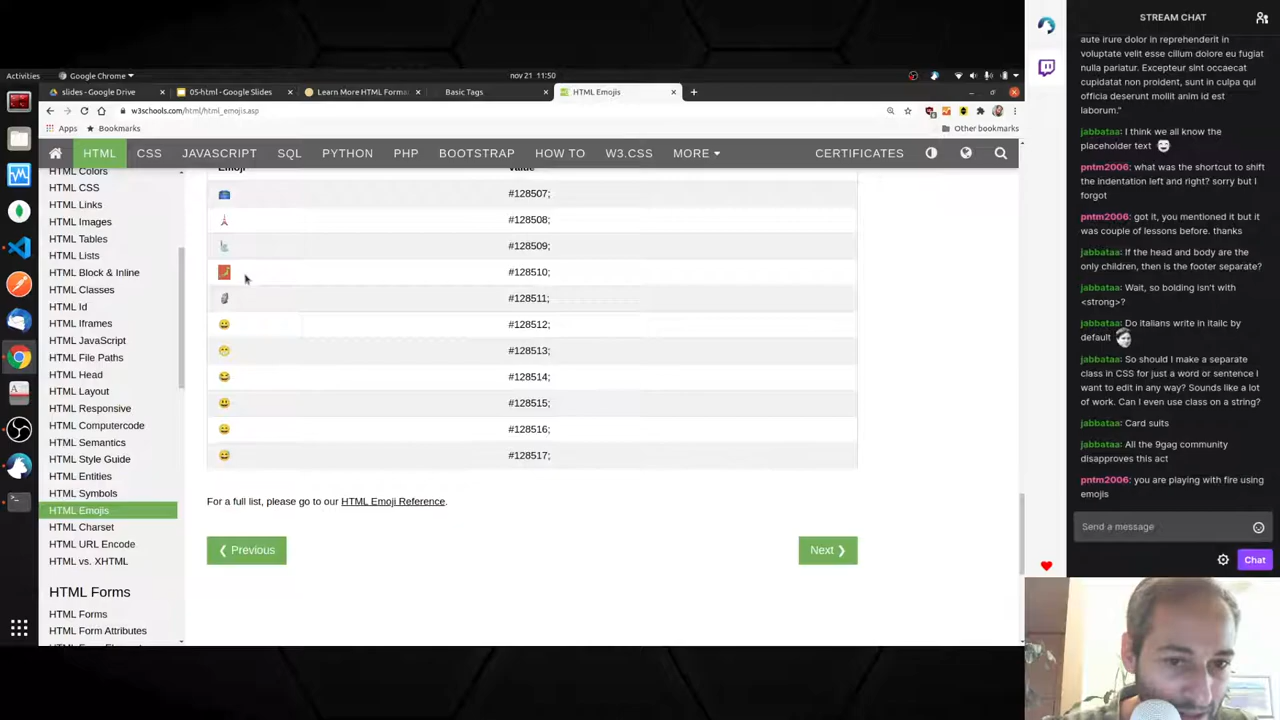 Activities
Google Chrome
nov 21 11:50
slides - Google Drive
05-html - Google Slides
Learn More HTML Forma
Basic Tags
HTML Emojis
w3schools.com/html/html_emojis.asp
Apps
Bookmarks
Other bookmarks
HTML
CSS
JAVASCRIPT
SQL
PYTHON
PHP
BOOTSTRAP
HOW TO
W3.CSS
MORE
CERTIFICATES
HTML Colors
HTML CSS
HTML Links
HTML Images
HTML Tables
HTML Lists
HTML Block & Inline
HTML Classes
HTML Id
HTML Iframes
HTML JavaScript
HTML File Paths
HTML Head
HTML Layout
HTML Responsive
HTML Computercode
HTML Semantics
HTML Style Guide
HTML Entities
HTML Symbols
HTML Emojis
HTML Charset
HTML URL Encode
HTML vs. XHTML
HTML Forms
HTML Forms
HTML Form Attributes
Emoji Value
#128507;
#128508;
#128509;
#128510;
#128511;
#128512;
#128513;
#128514;
#128515;
#128516;
#128517;
For a full list, please go to our HTML Emoji Reference.
❮ Previous
Next ❯
STREAM CHAT
aute irure dolor in reprehenderit in
voluptate velit esse cillum dolore eu fugiat
nulla pariatur. Excepteur sint occaecat
cupidatat non proident, sunt in culpa qui
officia deserunt mollit anim id est
laborum."
jabbataa: I think we all know the
placeholder text
pntm2006: what was the shortcut to shift
the indentation left and right? sorry but I
forgot
pntm2006: got it, you mentioned it but it
was couple of lessons before. thanks
jabbataa: If the head and body are the
only children, then is the footer separate?
jabbataa: Wait, so bolding isn't with
<strong>?
jabbataa: Do italians write in itailc by
default
jabbataa: So should I make a separate
class in CSS for just a word or sentence I
want to edit in any way? Sounds like a lot
of work. Can I even use class on a string?
jabbataa: Card suits
jabbataa: All the 9gag community
disapproves this act
pntm2006: you are playing with fire using
emojis
Send a message
Chat